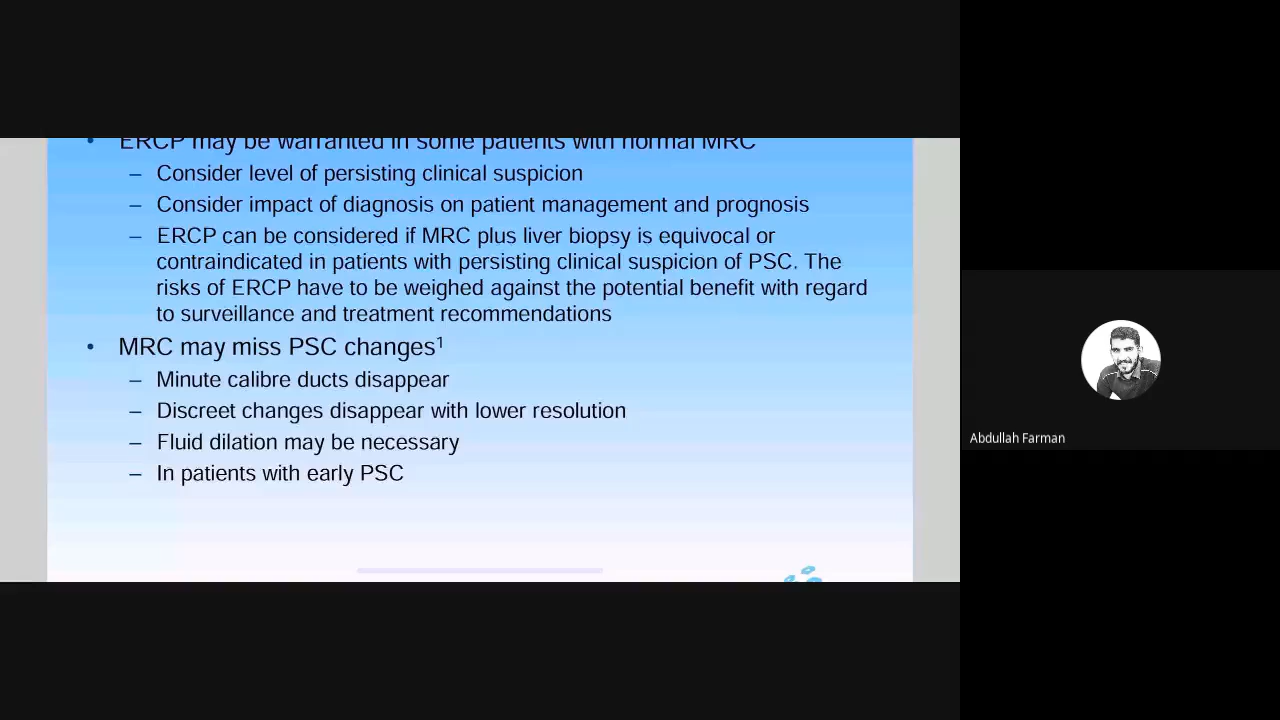 • ERCP may be warranted in some patients with normal MRC
– Consider level of persisting clinical suspicion
– Consider impact of diagnosis on patient management and prognosis
– ERCP can be considered if MRC plus liver biopsy is equivocal or
contraindicated in patients with persisting clinical suspicion of PSC. The
risks of ERCP have to be weighed against the potential benefit with regard
to surveillance and treatment recommendations
• MRC may miss PSC changes¹
– Minute calibre ducts disappear
– Discreet changes disappear with lower resolution
– Fluid dilation may be necessary
– In patients with early PSC
Abdullah Farman